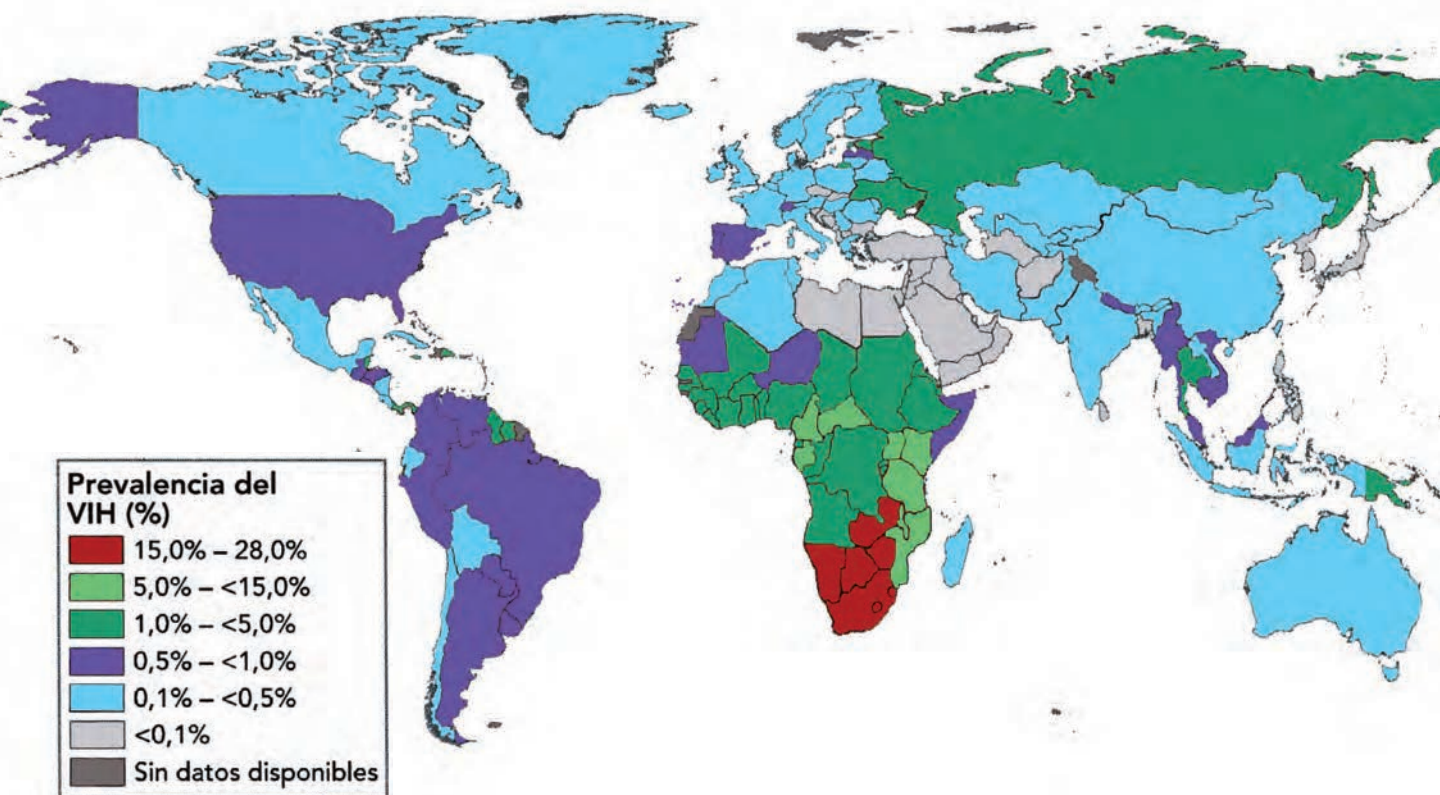 Prevalencia del
VIH (%)
15,0% – 28,0%
5,0% – <15,0%
1,0% – <5,0%
0,5% – <1,0%
0,1% – <0,5%
<0,1%
Sin datos disponibles